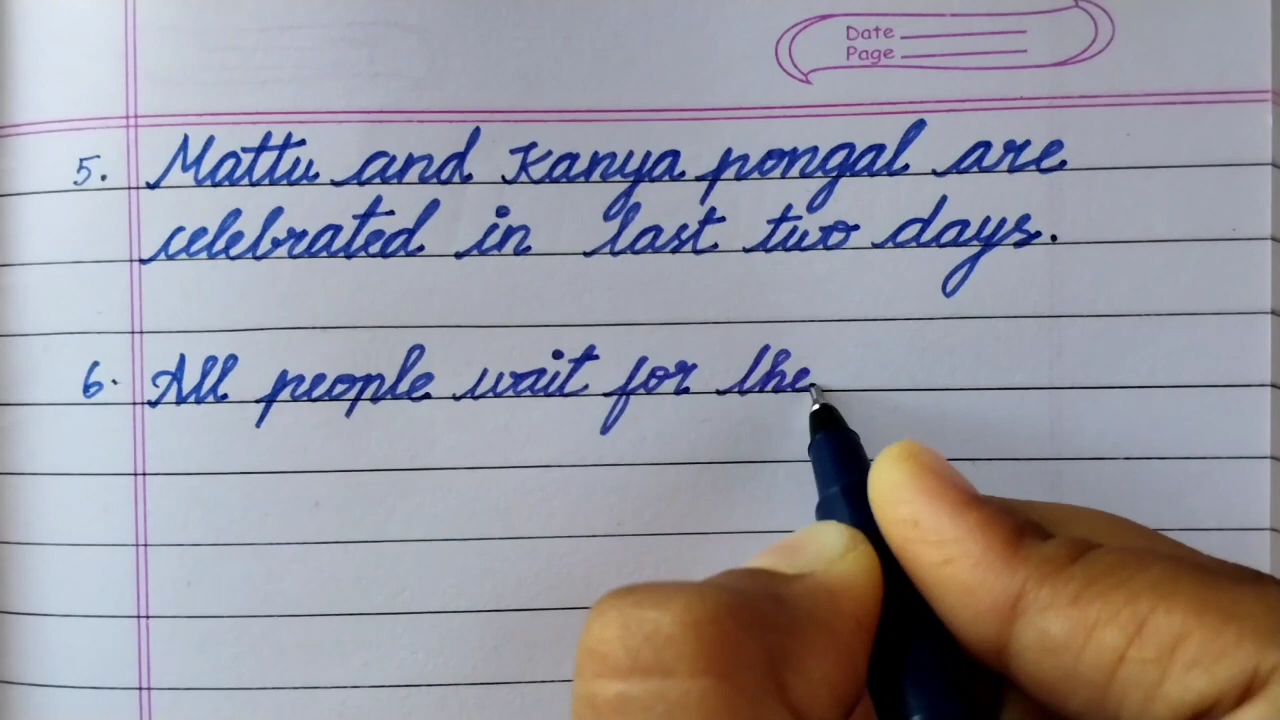 Date
Page
5. Mattu and Kanya pongal are
celebrated in last two days.
6. All people wait for the